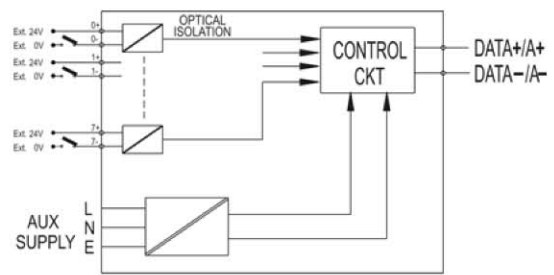 Ext. 24V 0+
Ext. 0V 0-
Ext. 24V 1+
Ext. 0V 1-
OPTICAL
ISOLATION
CONTROL
CKT
DATA+/A+
DATA-/A-
Ext. 24V 7+
Ext. 0V 7-
AUX
SUPPLY
L
N
E